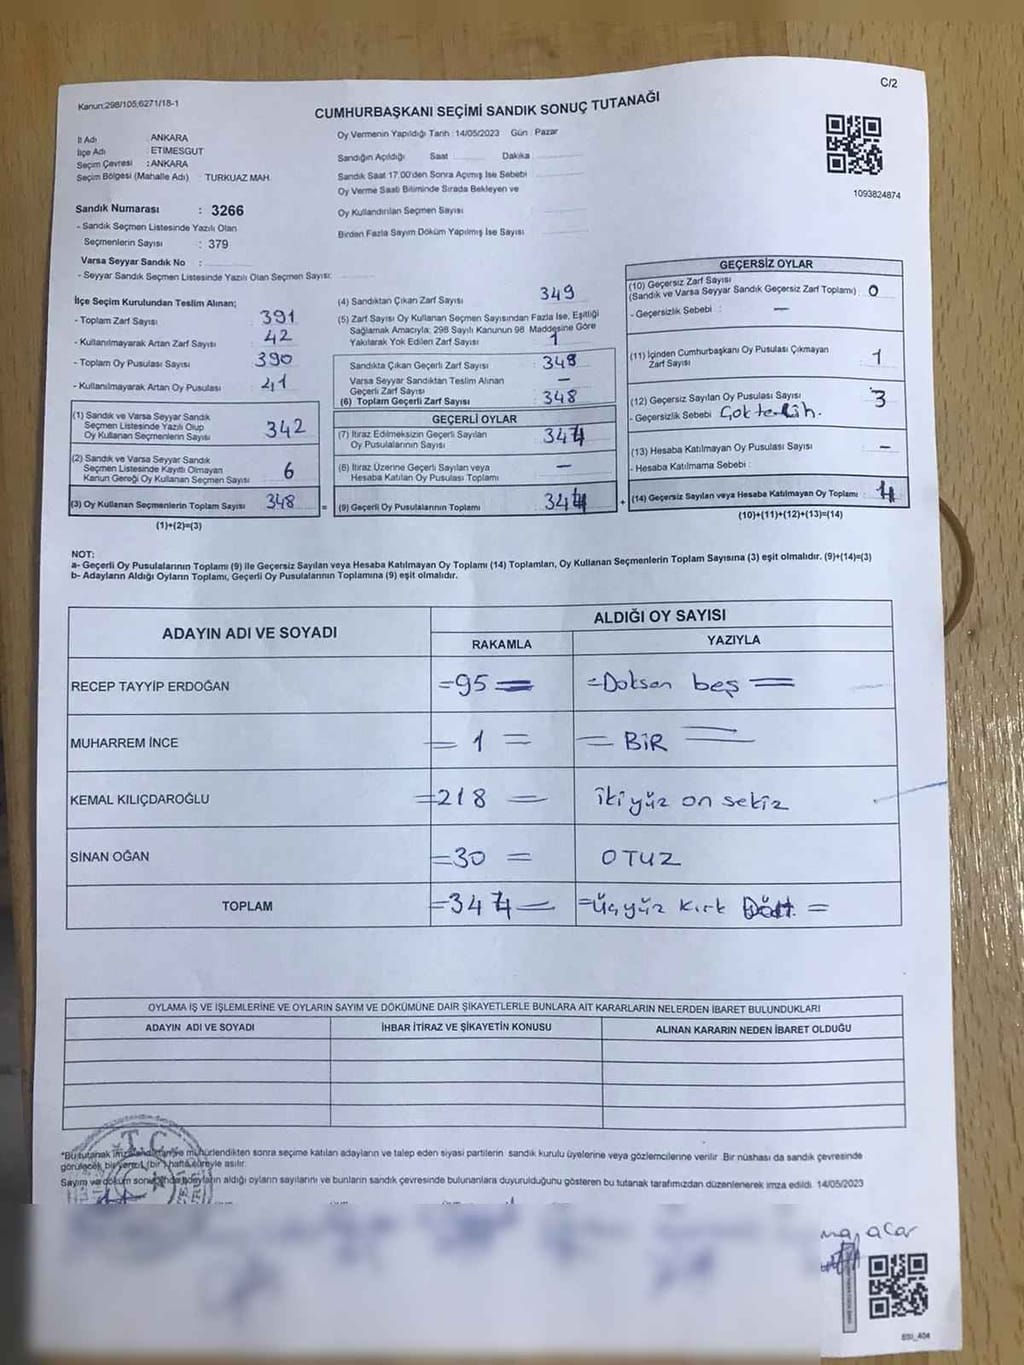 C/2
Kanun:298/105;6271/18-1
CUMHURBAŞKANI SEÇİMİ SANDIK SONUÇ TUTANAĞI
İl Adı : ANKARA
İlçe Adı : ETİMESGUT
Seçim Çevresi : ANKARA
Seçim Bölgesi (Mahalle Adı) : TURKUAZ MAH.
Sandık Numarası : 3266
- Sandık Seçmen Listesinde Yazılı Olan
Seçmenlerin Sayısı : 379
Varsa Seyyar Sandık No :
- Seyyar Sandık Seçmen Listesinde Yazılı Olan Seçmen Sayısı:
Oy Vermenin Yapıldığı Tarih : 14/05/2023 Gün : Pazar
Sandığın Açıldığı Saat Dakika
Sandık Saat 17.00'den Sonra Açımış İse Sebebi
Oy Verme Saati Bitiminde Sırada Bekleyen ve
Oy Kullandırılan Seçmen Sayısı
Birden Fazla Sayım Döküm Yapılmış İse Sayısı
1093824874
İlçe Seçim Kurulundan Teslim Alınan;
- Toplam Zarf Sayısı 391
- Kullanılmayarak Artan Zarf Sayısı 42
- Toplam Oy Pusulası Sayısı 390
- Kullanılmayarak Artan Oy Pusulası 41
(1) Sandık ve Varsa Seyyar Sandık
Seçmen Listesinde Yazılı Olup
Oy Kullanan Seçmenlerin Sayısı 342
(2) Sandık ve Varsa Seyyar Sandık
Seçmen Listesinde Kayıtlı Olmayan
Kanun Gereği Oy Kullanan Seçmen Sayısı 6
(3) Oy Kullanan Seçmenlerin Toplam Sayısı 348 =
(1)+(2)=(3)
(4) Sandıktan Çıkan Zarf Sayısı 349
(5) Zarf Sayısı Oy Kullanan Seçmen Sayısından Fazla İse, Eşitliği
Sağlamak Amacıyla; 298 Sayılı Kanunun 98 Maddesine Göre
Yakılarak Yok Edilen Zarf Sayısı 1
Sandıkta Çıkan Geçerli Zarf Sayısı 348
Varsa Seyyar Sandıktan Teslim Alınan
Geçerli Zarf Sayısı —
(6) Toplam Geçerli Zarf Sayısı 348
GEÇERLİ OYLAR
(7) İtiraz Edilmeksizin Geçerli Sayılan
Oy Pusulalarının Sayısı 344
(8) İtiraz Üzerine Geçerli Sayılan veya
Hesaba Katılan Oy Pusulası Toplamı —
(9) Geçerli Oy Pusulalarının Toplamı 344 +
GEÇERSİZ OYLAR
(10) Geçersiz Zarf Sayısı
(Sandık ve Varsa Seyyar Sandık Geçersiz Zarf Toplamı) 0
- Geçersizlik Sebebi : —
(11) İçinden Cumhurbaşkanı Oy Pusulası Çıkmayan
Zarf Sayısı 1
(12) Geçersiz Sayılan Oy Pusulası Sayısı 3
- Geçersizlik Sebebi Çok tercih.
(13) Hesaba Katılmayan Oy Pusulası Sayısı —
- Hesaba Katılmama Sebebi :
(14) Geçersiz Sayılan veya Hesaba Katılmayan Oy Toplamı 4
(10)+(11)+(12)+(13)=(14)
NOT:
a- Geçerli Oy Pusulalarının Toplamı (9) ile Geçersiz Sayılan veya Hesaba Katılmayan Oy Toplamı (14) Toplamları, Oy Kullanan Seçmenlerin Toplam Sayısına (3) eşit olmalıdır. (9)+(14)=(3)
b- Adayların Aldığı Oyların Toplamı, Geçerli Oy Pusulalarının Toplamına (9) eşit olmalıdır.
ADAYIN ADI VE SOYADI ALDIĞI OY SAYISI
RAKAMLA YAZIYLA
RECEP TAYYİP ERDOĞAN =95= =Doksan beş=
MUHARREM İNCE = 1 = = BİR =
KEMAL KILIÇDAROĞLU =218 = iki yüz on sekiz
SİNAN OĞAN =30 = OTUZ
TOPLAM =344= =üçyüz kırk Dört =
OYLAMA İŞ VE İŞLEMLERİNE VE OYLARIN SAYIM VE DÖKÜMÜNE DAİR ŞİKAYETLERLE BUNLARA AİT KARARLARIN NELERDEN İBARET BULUNDUKLARI
ADAYIN ADI VE SOYADI İHBAR İTİRAZ VE ŞİKAYETİN KONUSU ALINAN KARARIN NEDEN İBARET OLDUĞU
T.C.
*Bu tutanak imzalandıktan ve mühürlendikten sonra seçime katılan adayların ve talep eden siyasi partilerin sandık kurulu üyelerine veya gözlemcilerine verilir. Bir nüshası da sandık çevresinde
görülecek bir yere 1 (bir) hafta süreyle asılır.
Sayım ve döküm sonunda adayların aldığı oyların sayılarını ve bunların sandık çevresinde bulunanlara duyurulduğunu gösteren bu tutanak tarafımızdan düzenlenerek imza edildi. 14/05/2023
acar